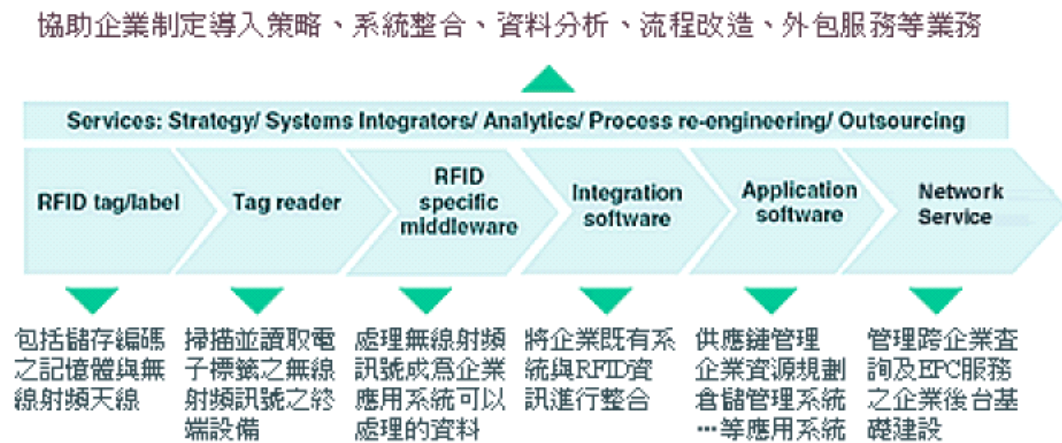 協助企業制定導入策略、系統整合、資料分析、流程改造、外包服務等業務
Services: Strategy/ Systems Integrators/ Analytics/ Process re-engineering/ Outsourcing
RFID tag/label
Tag reader
RFID
specific
middleware
Integration
software
Application
software
Network
Service
包括儲存編碼
之記憶體與無
線射頻天線
掃描並讀取電
子標籤之無線
射頻訊號之終
端設備
處理無線射頻
訊號成為企業
應用系統可以
處理的資料
將企業既有系
統與RFID資
訊進行整合
供應鏈管理
企業資源規劃
倉儲管理系統
…等應用系統
管理跨企業查
詢及EPC服務
之企業後台基
礎建設